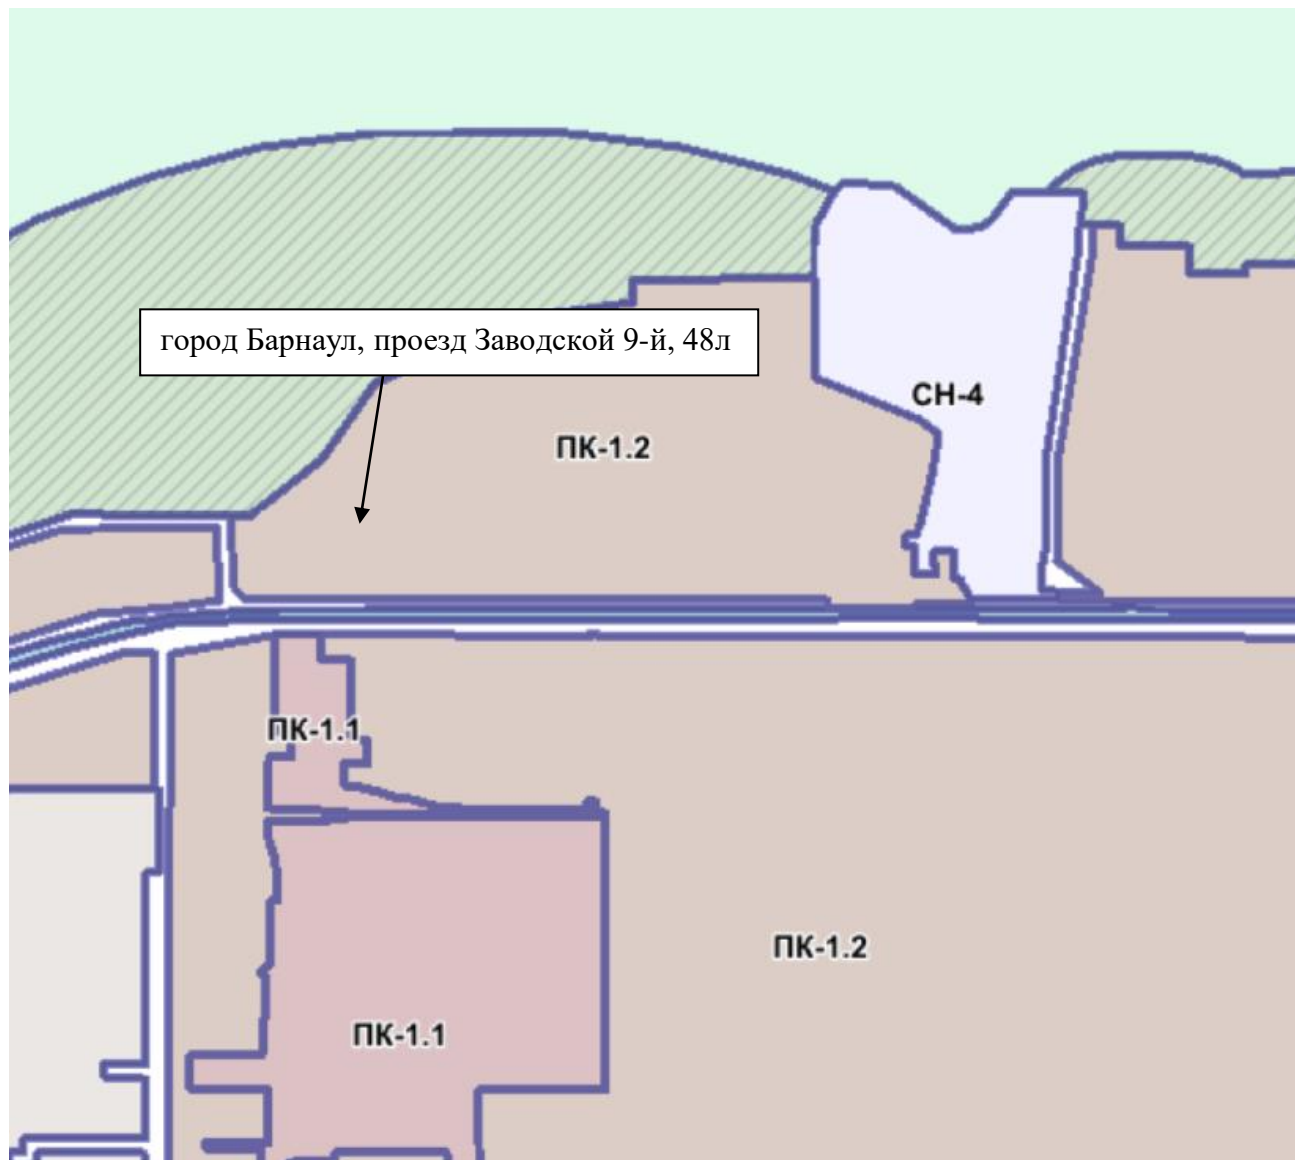 город Барнаул, проезд Заводской 9-й, 48л
СН-4
ПК-1.2
ПК-1.1
ПК-1.2
ПК-1.1